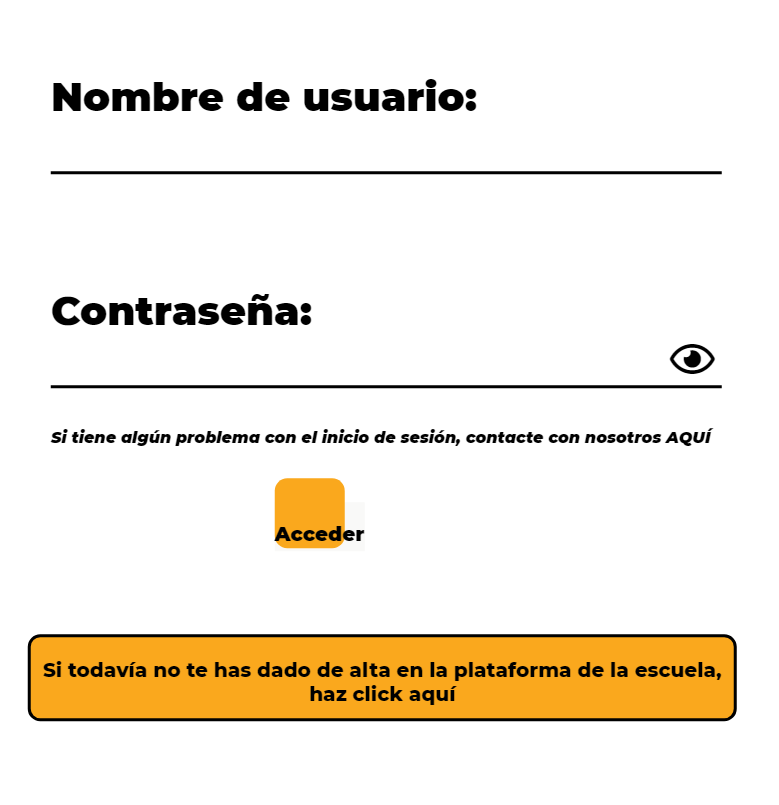 Nombre de usuario:
Contraseña:
Si tiene algún problema con el inicio de sesión, contacte con nosotros AQUÍ
Acceder
Si todavía no te has dado de alta en la plataforma de la escuela,
haz click aquí